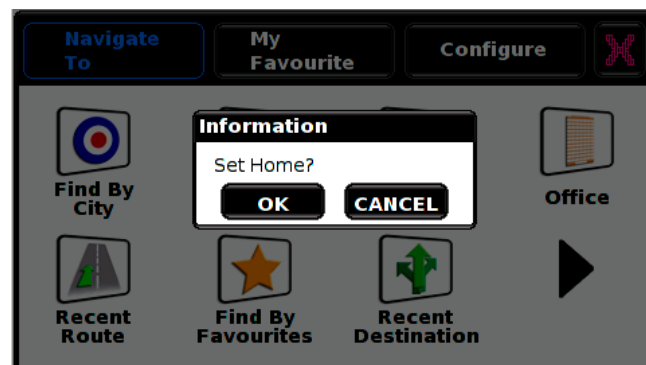 Navigate
To
My
Favourite
Configure
Information
Set Home?
OK
CANCEL
Find By
City
Office
Recent
Route
Find By
Favourites
Recent
Destination